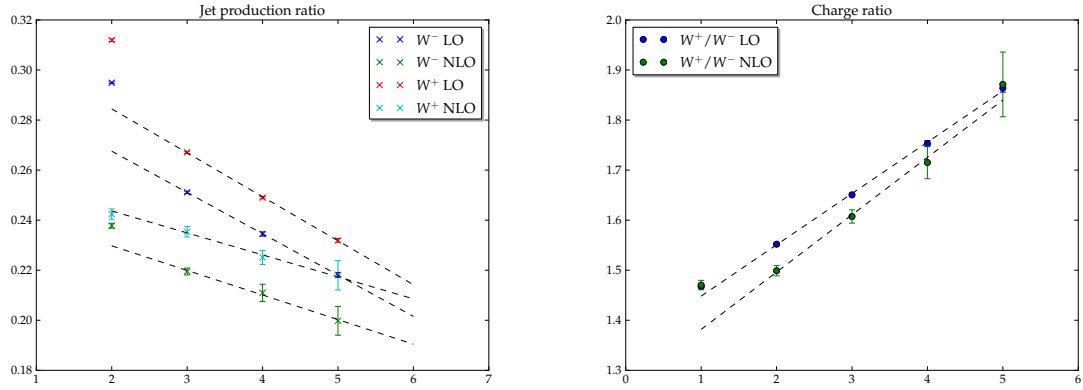 Jet production ratio
0.32
0.30
0.28
0.26
0.24
0.22
0.20
0.18
1 2 3 4 5 6 7
W⁻ LO
W⁻ NLO
W⁺ LO
W⁺ NLO
Charge ratio
2.0
1.9
1.8
1.7
1.6
1.5
1.4
1.3
0 1 2 3 4 5 6
W⁺/W⁻ LO
W⁺/W⁻ NLO